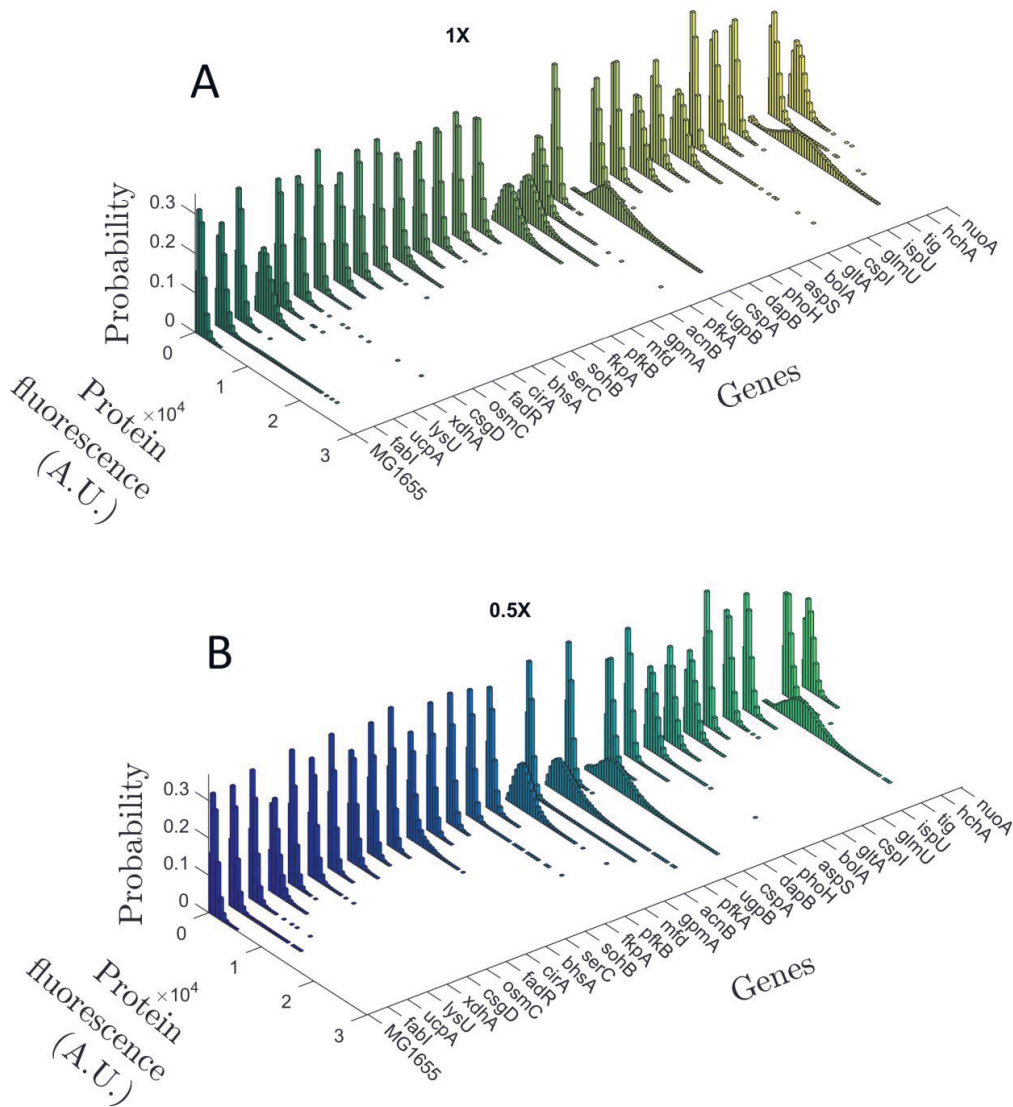 1X
A
Probability
0.3
0.2
0.1
0
0
1
2
3
×10⁴
Protein
fluorescence
(A.U.)
MG1655
fabI
ucpA
lysU
xdhA
csgD
osmC
fadR
cirA
bhsA
serC
sohB
fkpA
pfkB
mfd
gpmA
acnB
pfkA
ugpB
cspA
dapB
phoH
aspS
bolA
gltA
cspI
glmU
ispU
tig
hchA
nuoA
Genes
0.5X
B
Probability
0.3
0.2
0.1
0
0
1
2
3
×10⁴
Protein
fluorescence
(A.U.)
MG1655
fabI
ucpA
lysU
xdhA
csgD
osmC
fadR
cirA
bhsA
serC
sohB
fkpA
pfkB
mfd
gpmA
acnB
pfkA
ugpB
cspA
dapB
phoH
aspS
bolA
gltA
cspI
glmU
ispU
tig
hchA
nuoA
Genes